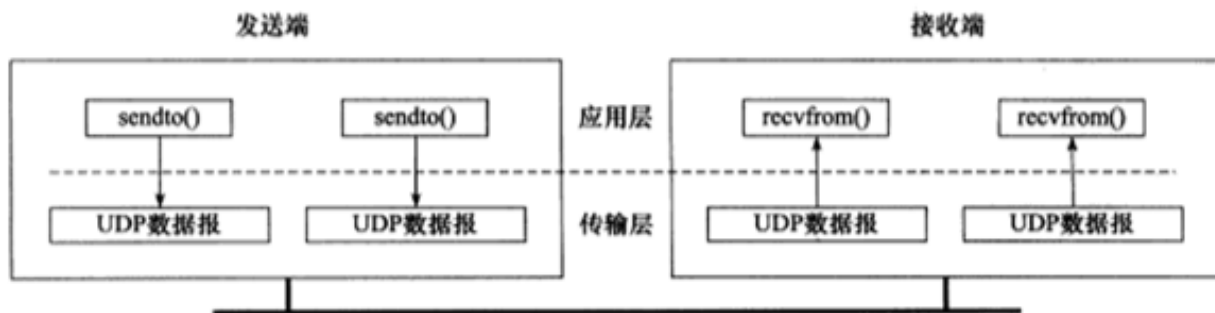 发送端 接收端
sendto() sendto() 应用层 recvfrom() recvfrom()
UDP数据报 UDP数据报 传输层 UDP数据报 UDP数据报